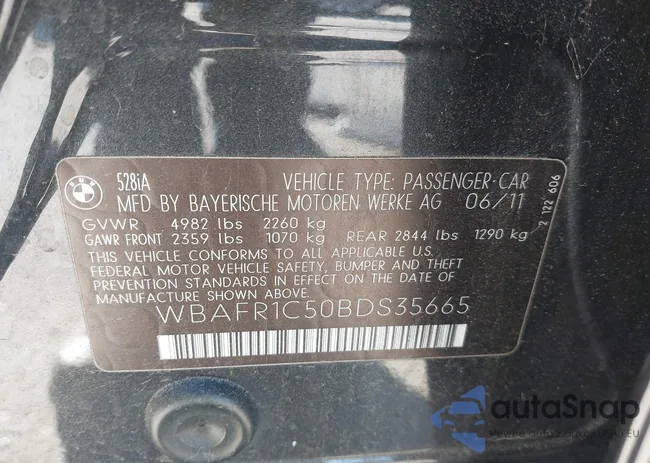 BMW
528iA
VEHICLE TYPE: PASSENGER-CAR
MFD BY BAYERISCHE MOTOREN WERKE AG 06/11
GVWR 4982 lbs 2260 kg
GAWR FRONT 2359 lbs 1070 kg REAR 2844 lbs 1290 kg
THIS VEHICLE CONFORMS TO ALL APPLICABLE U.S.
FEDERAL MOTOR VEHICLE SAFETY, BUMPER AND THEFT
PREVENTION STANDARDS IN EFFECT ON THE DATE OF
MANUFACTURE SHOWN ABOVE.
WBAFR1C50BDS35665
2 122 606
autoSnap